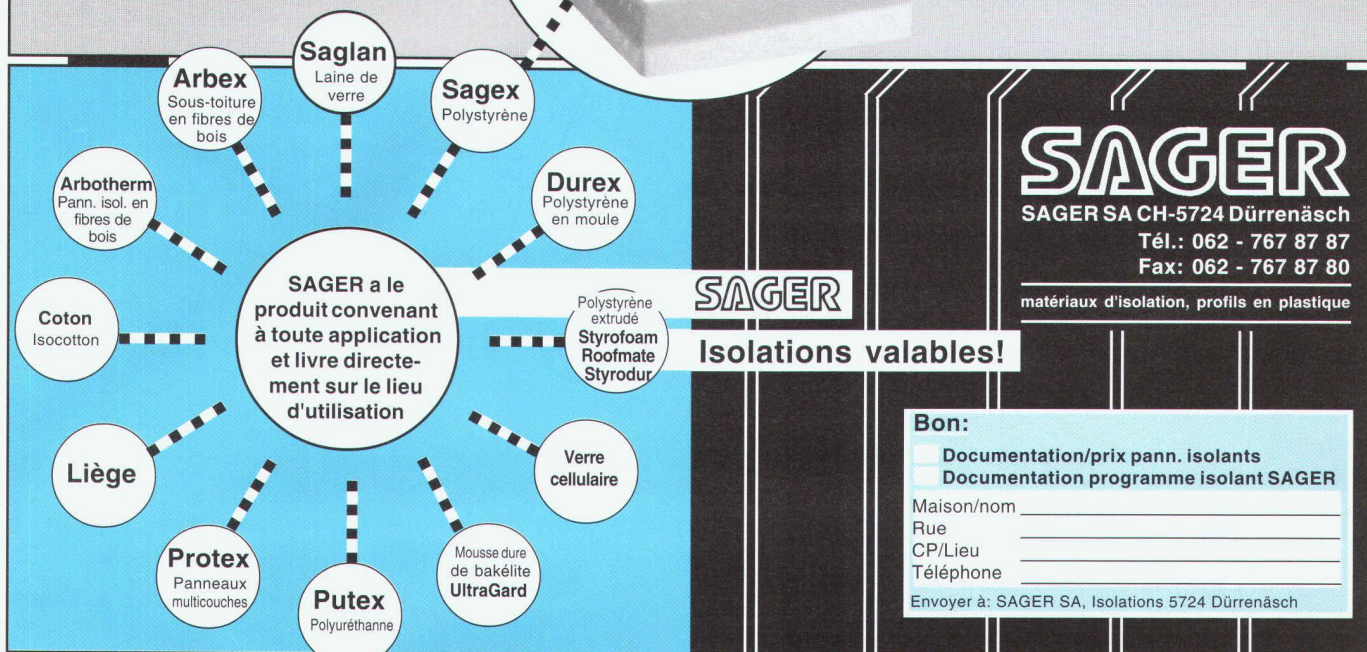 Saglan
Laine de
verre
Arbex
Sous-toiture
en fibres de
bois
Sagex
Polystyrène
Arbotherm
Pann. isol. en
fibres de
bois
Durex
Polystyrène
en moule
SAGER a le
produit convenant
à toute application
et livre directe-
ment sur le lieu
d'utilisation
Coton
Isocotton
Polystyrène
extrudé
Styrofoam
Roofmate
Styrodur
Liège
Verre
cellulaire
Protex
Panneaux
multicouches
Putex
Polyuréthanne
Mousse dure
de bakélite
UltraGard
SAGER
Isolations valables!
SAGER
SAGER SA CH-5724 Dürrenäsch
Tél.: 062 - 767 87 87
Fax: 062 - 767 87 80
matériaux d'isolation, profils en plastique
Bon:
Documentation/prix pann. isolants
Documentation programme isolant SAGER
Maison/nom
Rue
CP/Lieu
Téléphone
Envoyer à: SAGER SA, Isolations 5724 Dürrenäsch